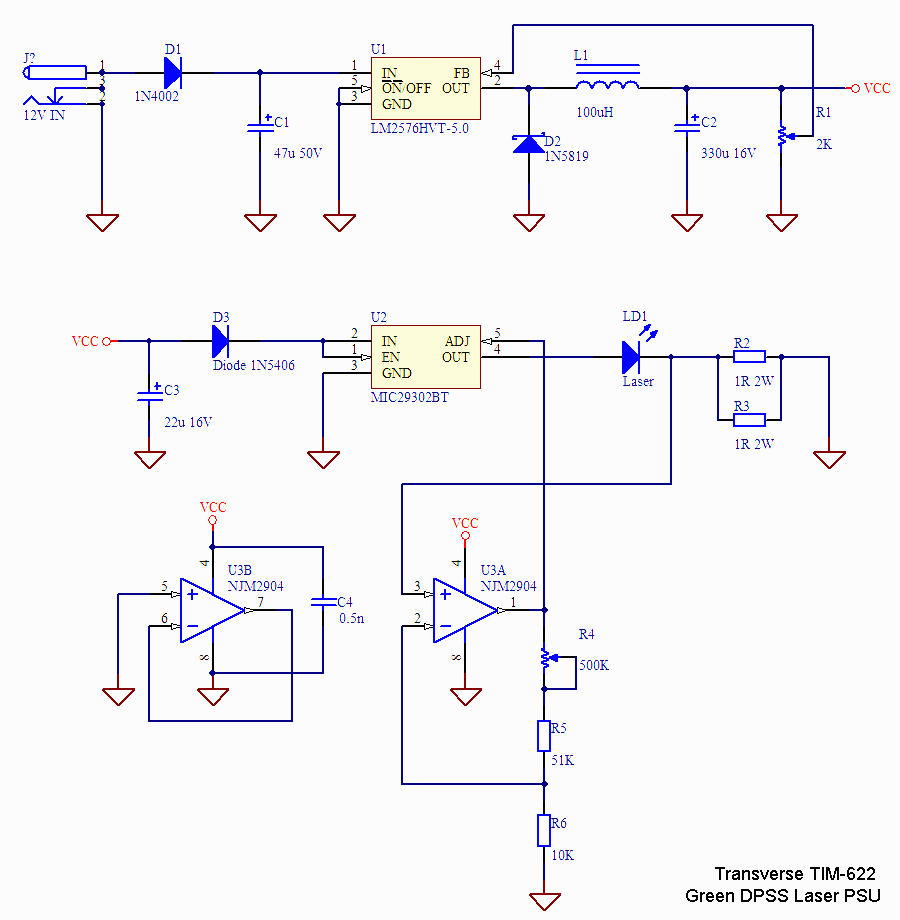 J?
1
3
2
12V IN
D1
1N4002
C1
47u 50V
U1
1 IN FB 4
5 ON/OFF OUT 2
3 GND
LM2576HVT-5.0
L1
100uH
D2
1N5819
C2
330u 16V
R1
2K
VCC
VCC
C3
22u 16V
D3
Diode 1N5406
U2
2 IN ADJ 5
1 EN OUT 4
3 GND
MIC29302BT
LD1
Laser
R2
1R 2W
R3
1R 2W
VCC
4
U3B
NJM2904
5
6
7
8
C4
0.5n
VCC
4
U3A
NJM2904
3
2
1
8
R4
500K
R5
51K
R6
10K
Transverse TIM-622
Green DPSS Laser PSU